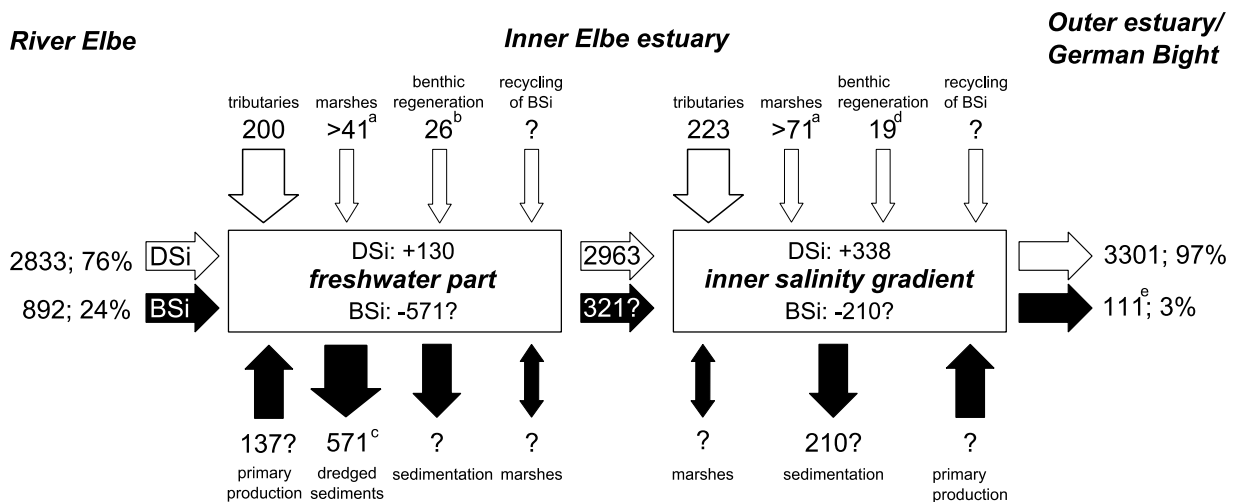 River Elbe
Inner Elbe estuary
Outer estuary/
German Bight
tributaries
200
marshes
>41a
benthic
regeneration
26b
recycling
of BSi
?
tributaries
223
marshes
>71a
benthic
regeneration
19d
recycling
of BSi
?
2833; 76%
DSi
892; 24%
BSi
DSi: +130
freshwater part
BSi: -571?
2963
321?
DSi: +338
inner salinity gradient
BSi: -210?
3301; 97%
111e; 3%
137?
primary
production
571c
dredged
sediments
?
sedimentation
?
marshes
?
marshes
210?
sedimentation
?
primary
production